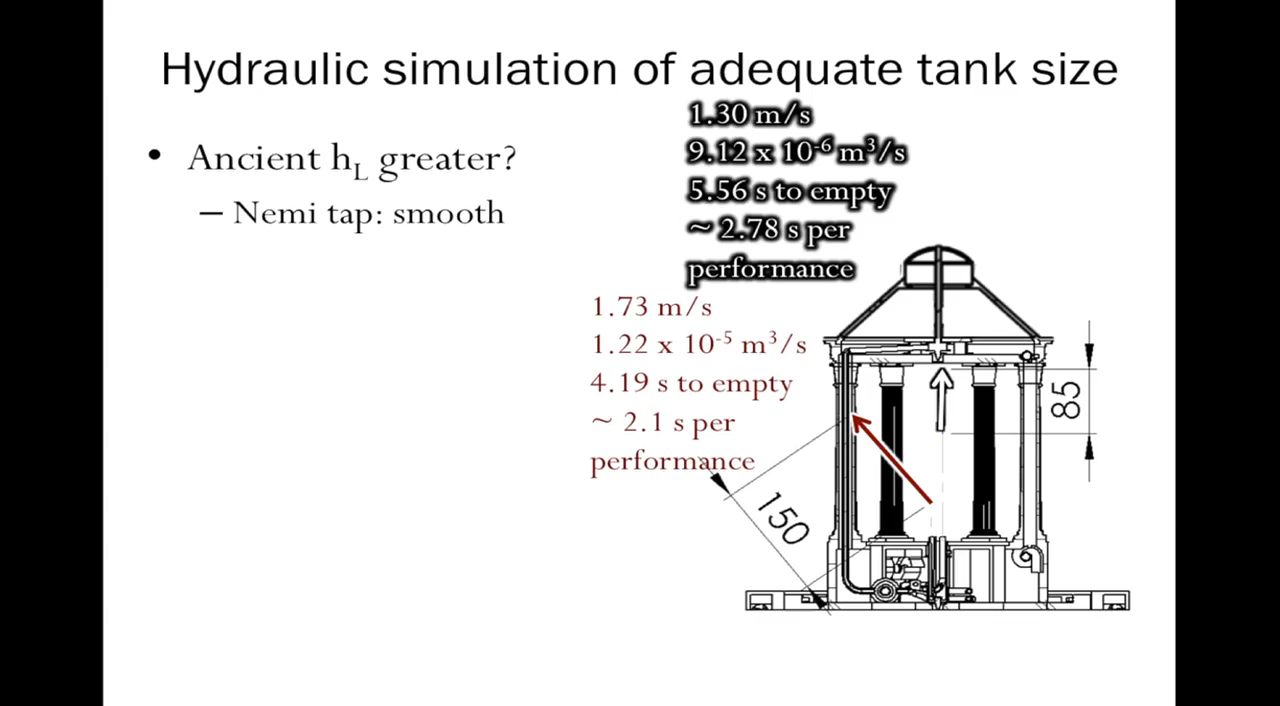 Hydraulic simulation of adequate tank size
• Ancient h_L greater?
– Nemi tap: smooth
1.30 m/s
9.12 x 10⁻⁶ m³/s
5.56 s to empty
~ 2.78 s per
performance
1.73 m/s
1.22 x 10⁻⁵ m³/s
4.19 s to empty
~ 2.1 s per
performance
85
150